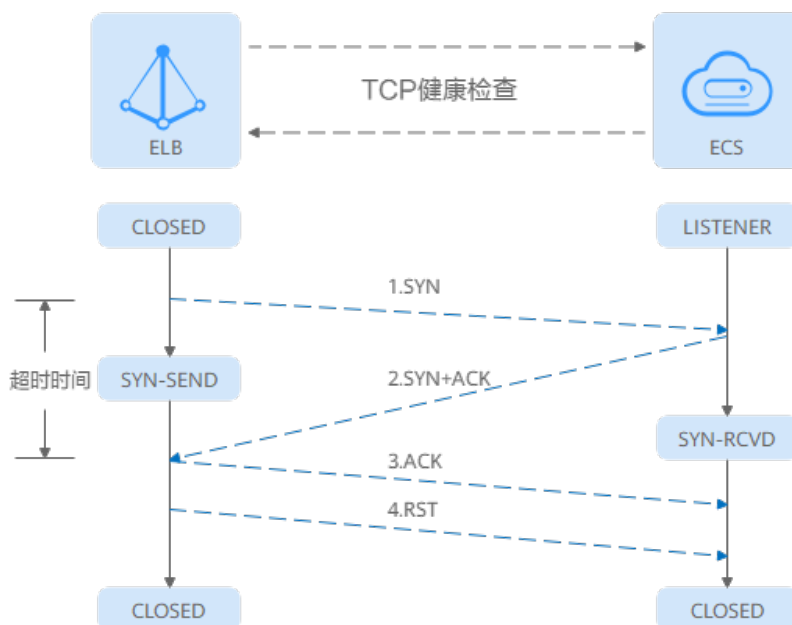 TCP健康检查
ELB
ECS
CLOSED
LISTENER
1.SYN
超时时间
SYN-SEND
2.SYN+ACK
SYN-RCVD
3.ACK
4.RST
CLOSED
CLOSED